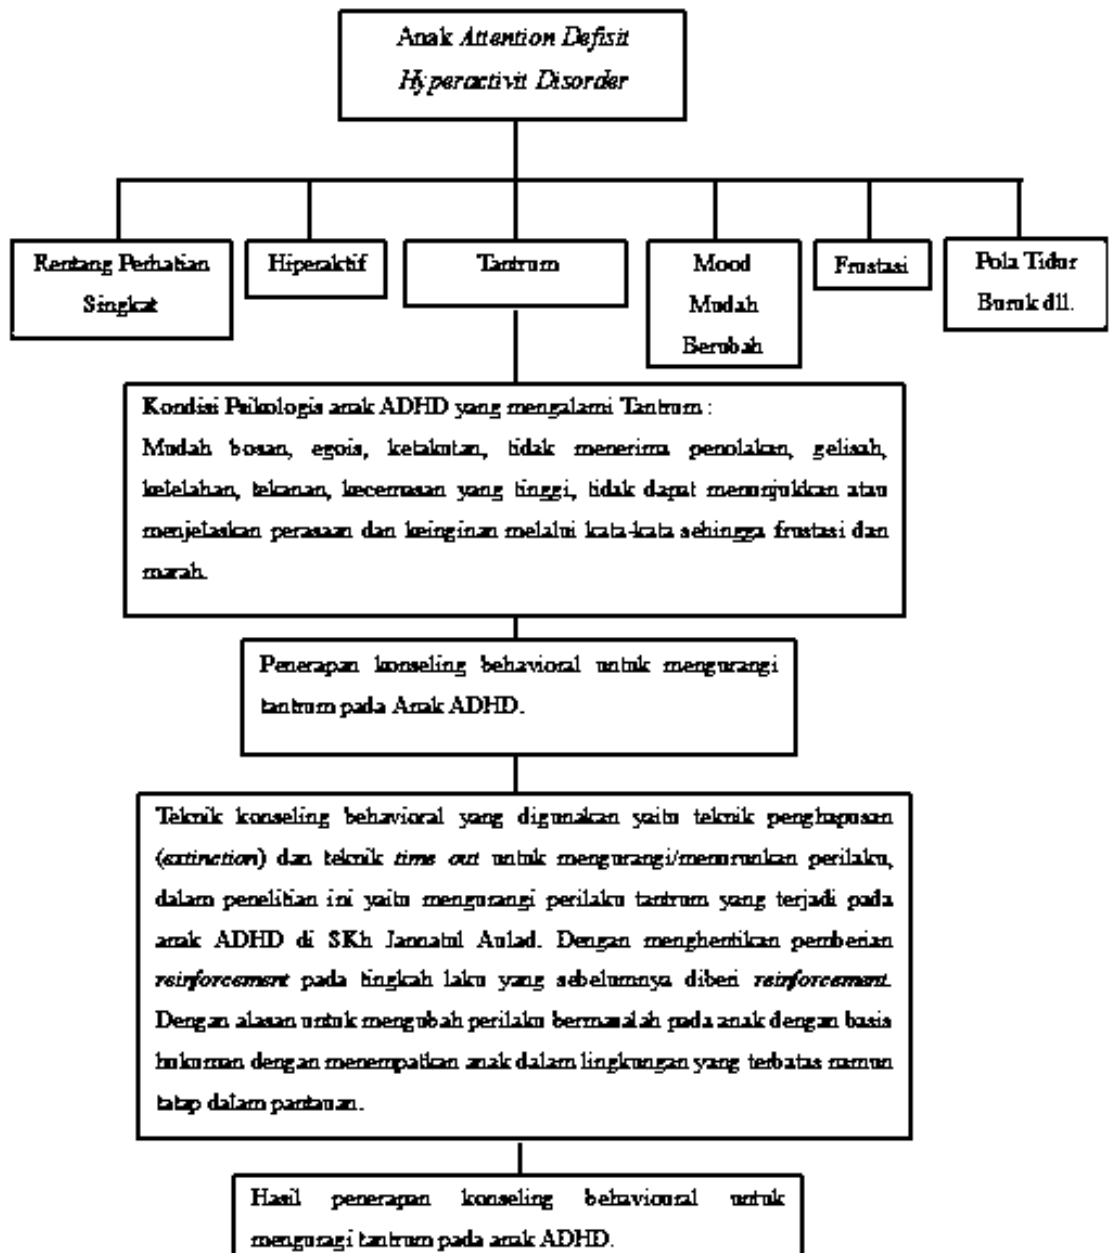 Anak Attention Defisit
Hyperactivit Disorder
Rentang Perhatian
Singkat
Hiperaktif
Tantrum
Mood
Mudah
Berubah
Frustasi
Pola Tidur
Buruk dll.
Kondisi Psikologis anak ADHD yang mengalami Tantrum :
Mudah bosan, egois, ketakutan, tidak menerima penolakan, gelisah,
kelelahan, tekanan, kecemasan yang tinggi, tidak dapat menunjukkan atau
menjelaskan perasaan dan keinginan melalui kata-kata sehingga frustasi dan
marah.
Penerapan konseling behavioral untuk mengurangi
tantrum pada Anak ADHD.
Teknik konseling behavioral yang digunakan yaitu teknik penghapusan
(extinction) dan teknik time out untuk mengurangi/menurunkan perilaku,
dalam penelitian ini yaitu mengurangi perilaku tantrum yang terjadi pada
anak ADHD di SKh Jannatul Aulad. Dengan menghentikan pemberian
reinforcement pada tingkah laku yang sebelumnya diberi reinforcement.
Dengan alasan untuk mengubah perilaku bermasalah pada anak dengan basis
hukuman dengan menempatkan anak dalam lingkungan yang terbatas namun
tatap dalam pantauan.
Hasil penerapan konseling behavioural untuk
menguragi tantrum pada anak ADHD.